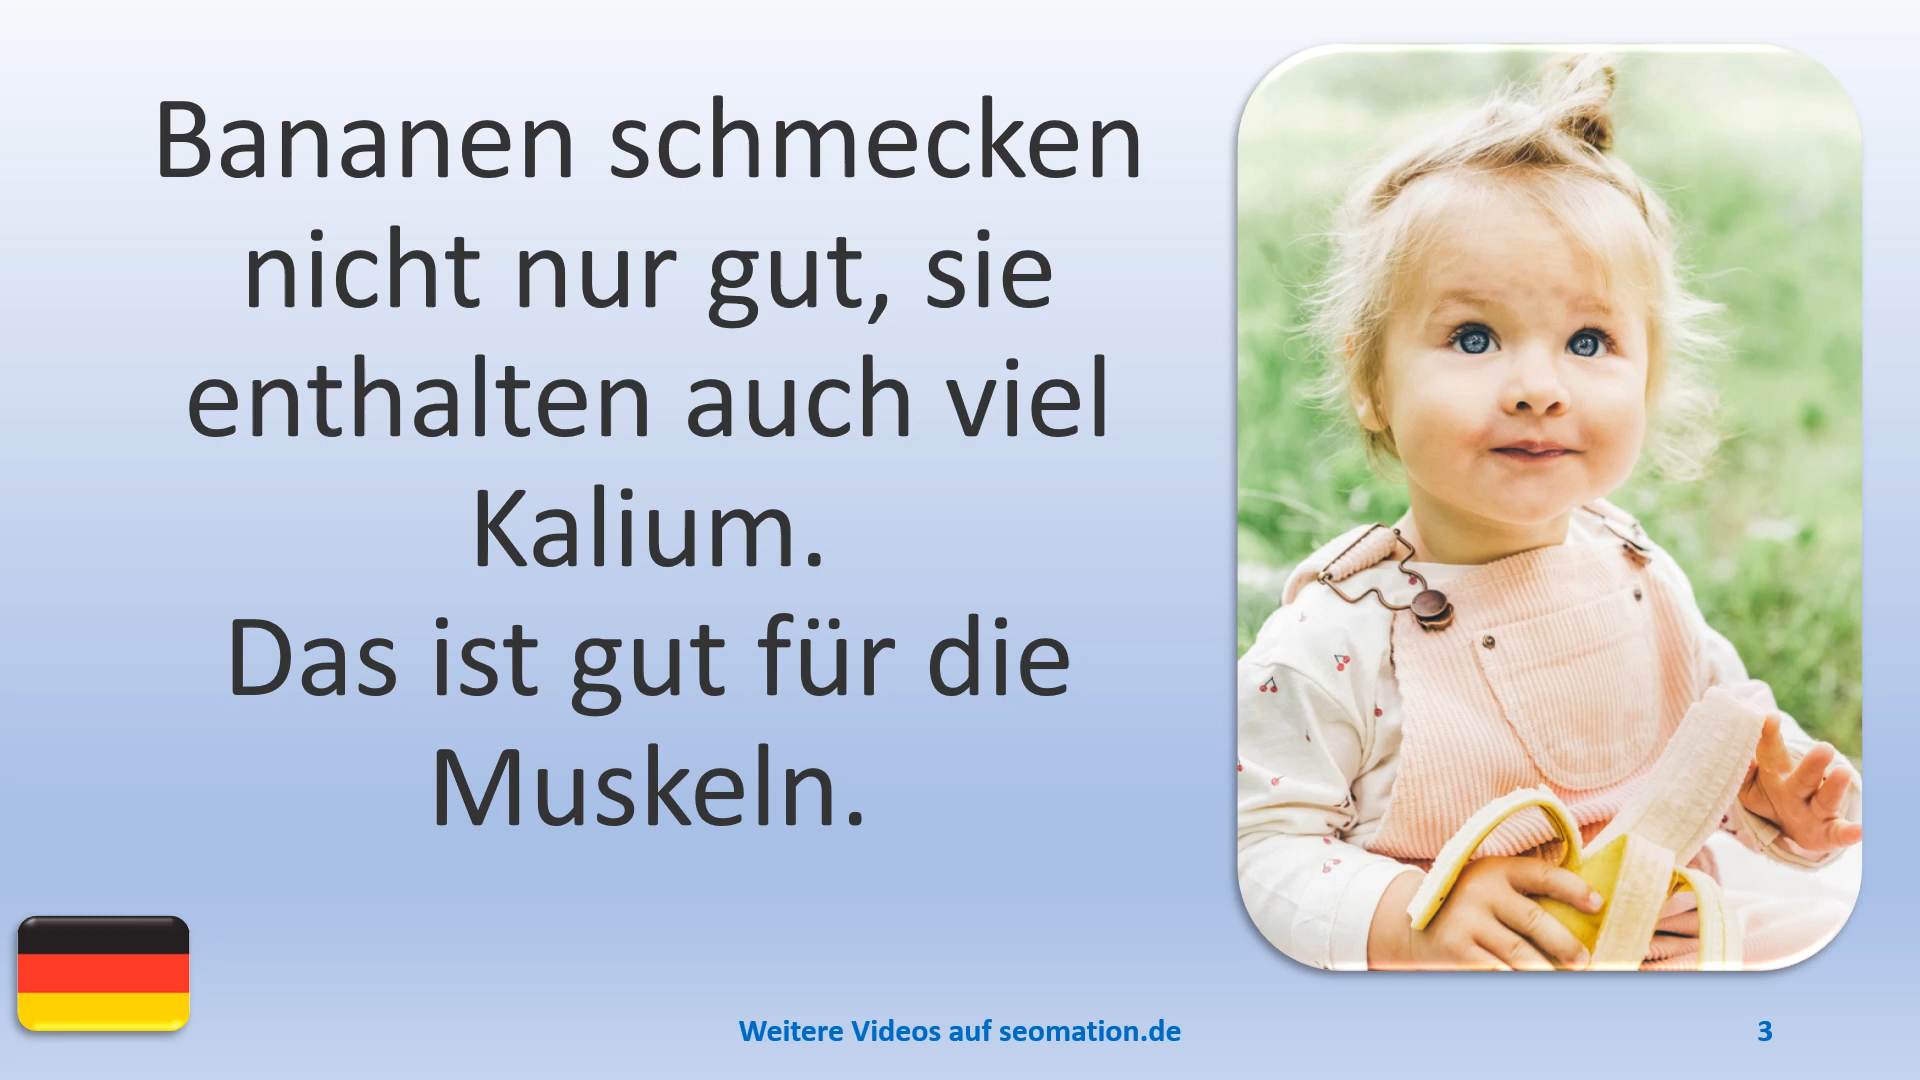 Bananen schmecken
nicht nur gut, sie
enthalten auch viel
Kalium.
Das ist gut für die
Muskeln.
Weitere Videos auf seomation.de
3